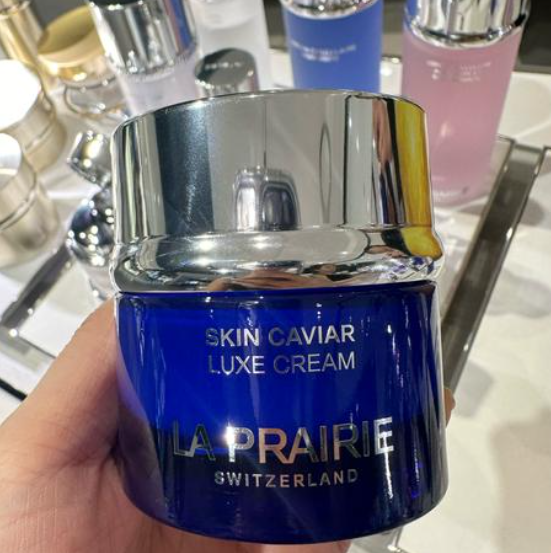 SKIN CAVIAR
LUXE CREAM
LA PRAIRIE
SWITZERLAND